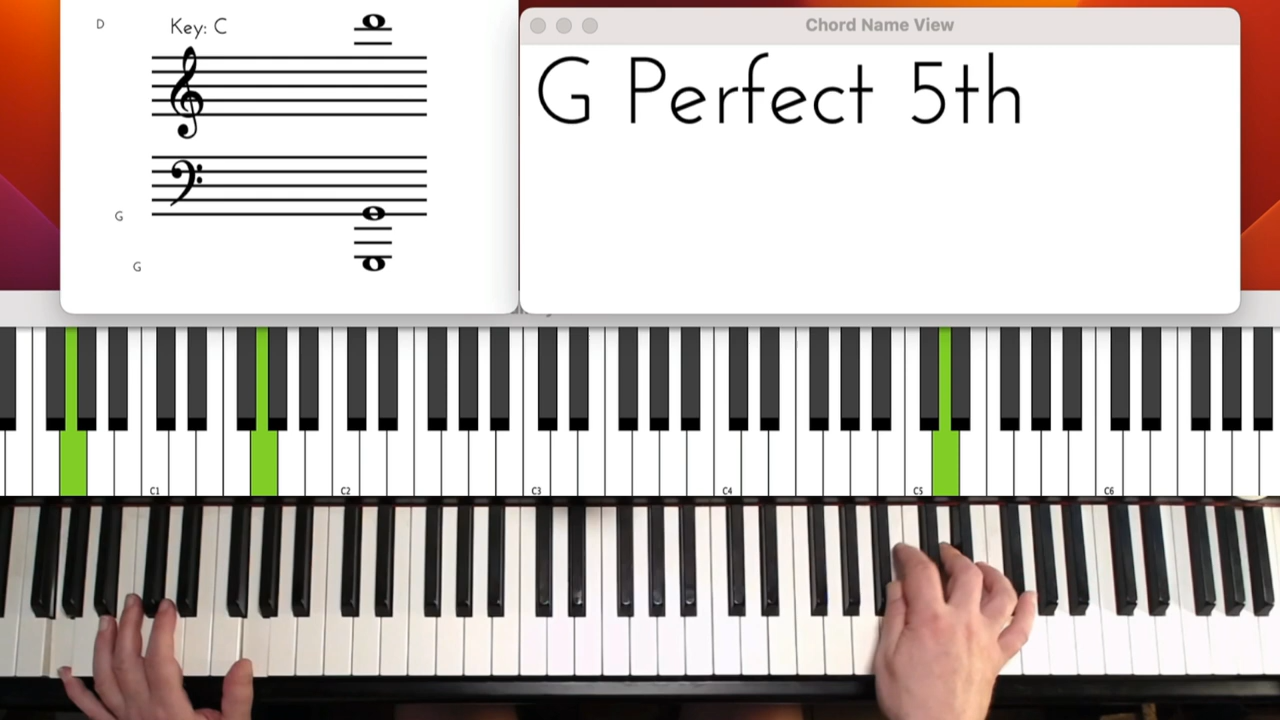 D
Key: C
G
G
Chord Name View
G Perfect 5th
C1 C2 C3 C4 C5 C6